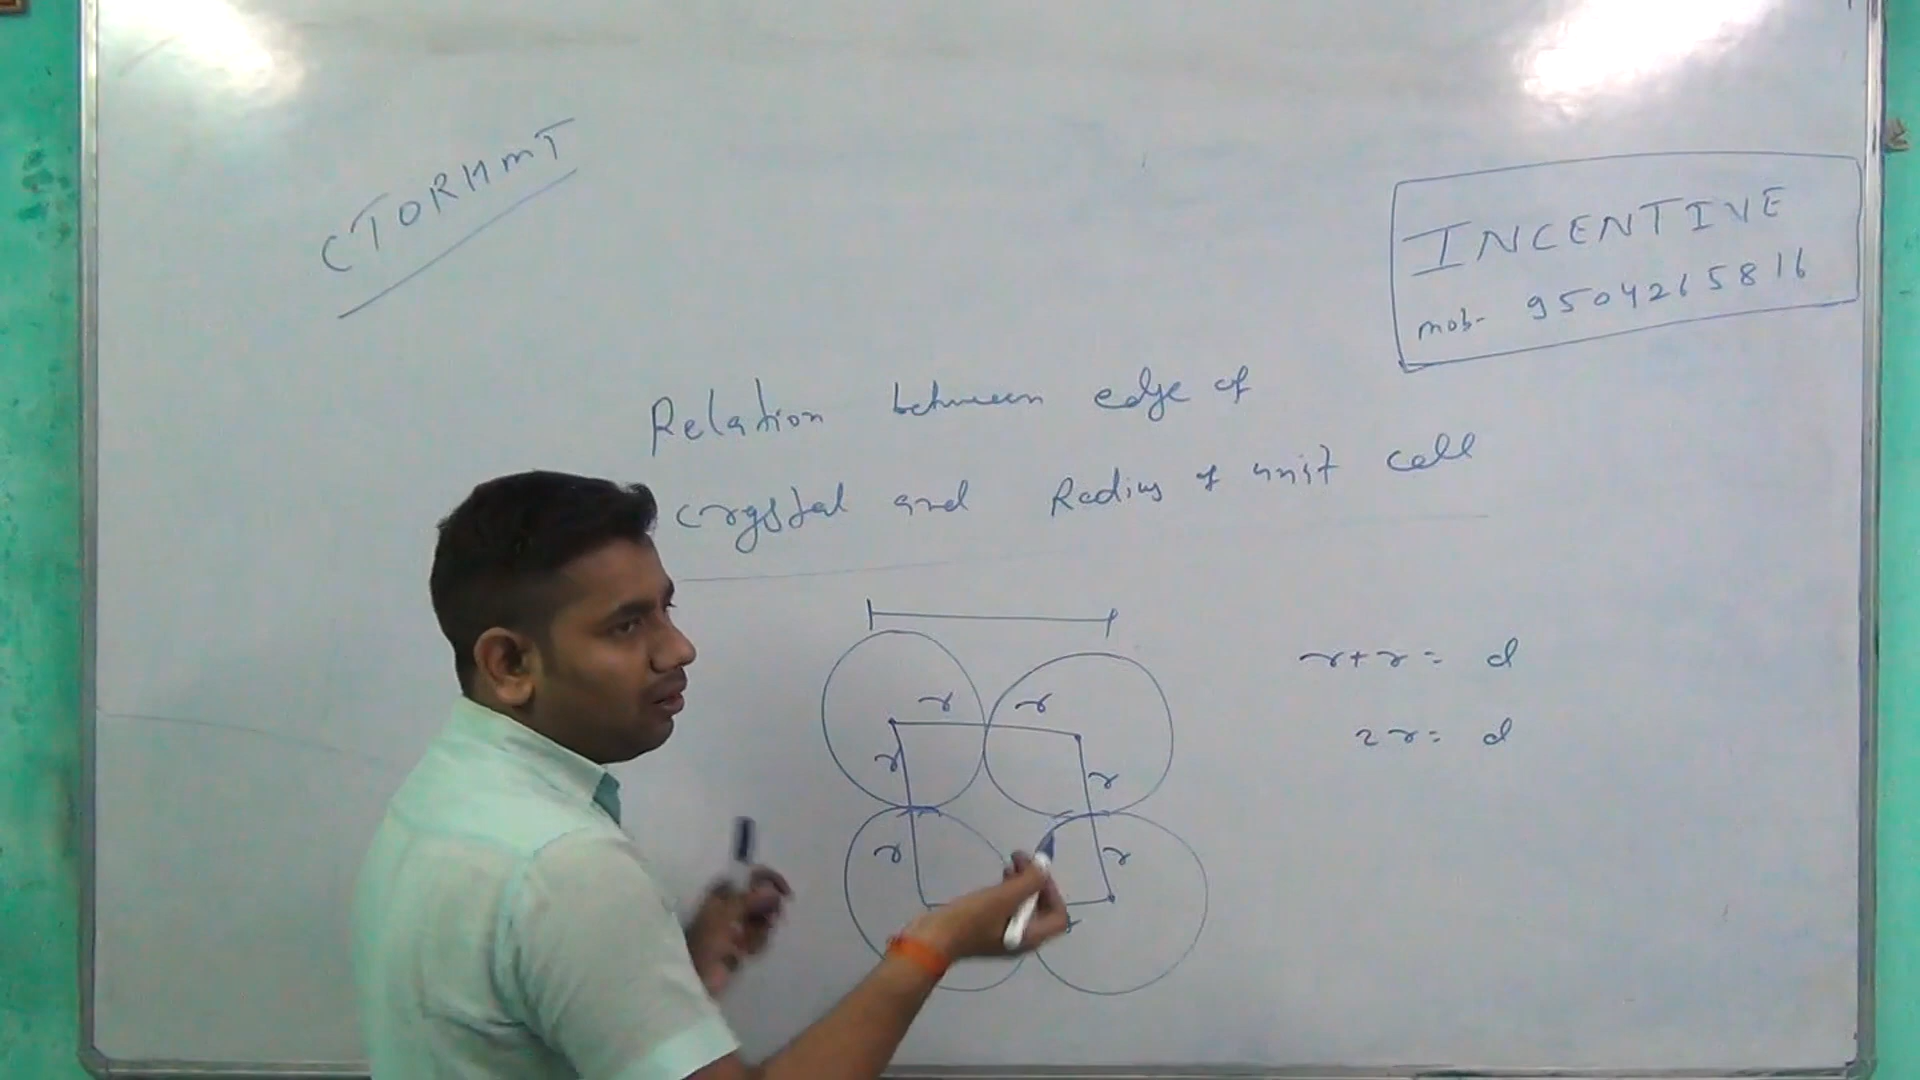 CTORHMT
INCENTIVE
mob- 9504265816
Relation between edge of
crystal and Radius of unit cell
r r
r r
r r
r+r= d
2r= d